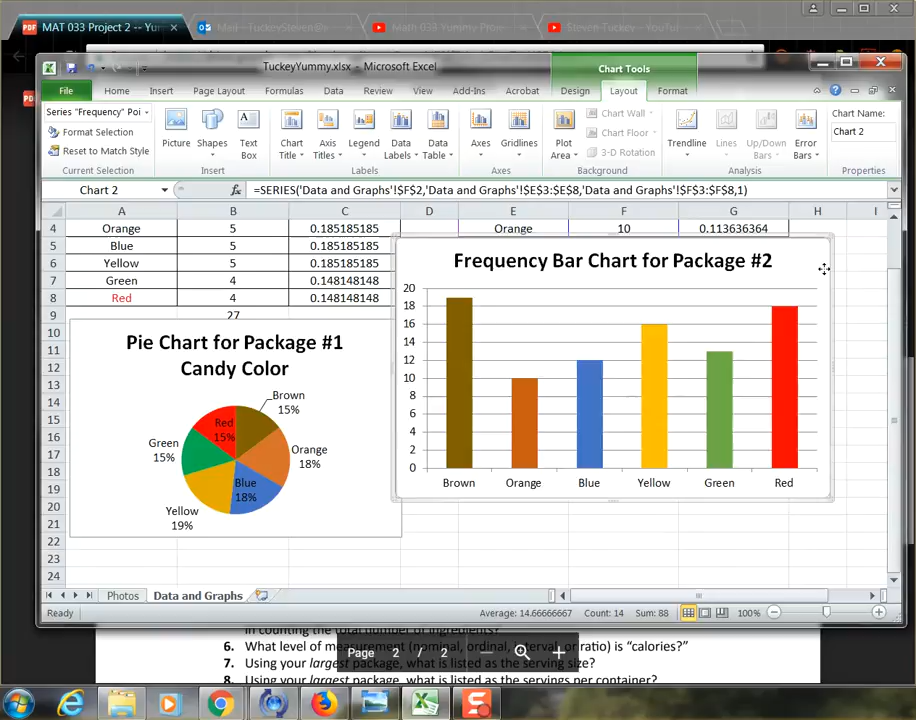 MAT 033 Project 2 -- Yum
Mail - TuckeySteven@
Math 033 Yummy Pro
Steven Tuckey - YouTu
TuckeyYummy.xlsx - Microsoft Excel
Chart Tools
File Home Insert Page Layout Formulas Data Review View Add-Ins Acrobat Design Layout Format
Series "Frequency" Poi
Format Selection
Reset to Match Style
Current Selection
Picture Shapes Text Box
Insert
Chart Title Axis Titles Legend Data Labels Data Table
Labels
Axes Gridlines
Axes
Plot Area
Chart Wall
Chart Floor
3-D Rotation
Background
Trendline Lines Up/Down Bars Error Bars
Analysis
Chart Name:
Chart 2
Properties
Chart 2 fx =SERIES('Data and Graphs'!$F$2,'Data and Graphs'!$E$3:$E$8,'Data and Graphs'!$F$3:$F$8,1)
A B C D E F G H I
4 Orange 5 0.185185185 Orange 10 0.113636364
5 Blue 5 0.185185185
6 Yellow 5 0.185185185
7 Green 4 0.148148148
8 Red 4 0.148148148
9 27
10
11
12
13
14
15
16
17
18
19
20
21
22
23
24
Pie Chart for Package #1
Candy Color
Brown
15%
Orange
18%
Blue
18%
Yellow
19%
Green
15%
Red
15%
Frequency Bar Chart for Package #2
20
18
16
14
12
10
8
6
4
2
0
Brown Orange Blue Yellow Green Red
Photos Data and Graphs
Ready Average: 14.66666667 Count: 14 Sum: 88 100%
in counting the total number of ingredients?
6. What level of measurement (nominal, ordinal, interval, or ratio) is "calories?"
7. Using your largest package, what is listed as the serving size?
8. Using your largest package, what is listed as the servings per container?
Page 2 / 2